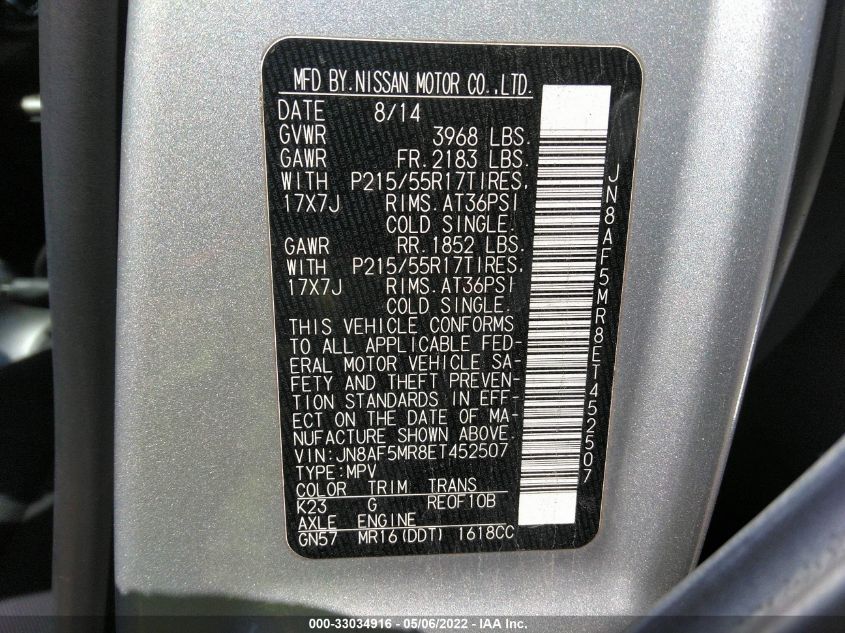 MFD BY.NISSAN MOTOR CO.,LTD.
DATE 8/14
GVWR 3968 LBS.
GAWR FR.2183 LBS.
WITH P215/55R17TIRES,
17X7J RIMS.AT36PSI
COLD SINGLE.
GAWR RR.1852 LBS.
WITH P215/55R17TIRES,
17X7J RIMS.AT36PSI
COLD SINGLE.
THIS VEHICLE CONFORMS
TO ALL APPLICABLE FED-
ERAL MOTOR VEHICLE SA-
FETY AND THEFT PREVEN-
TION STANDARDS IN EFF-
ECT ON THE DATE OF MA-
NUFACTURE SHOWN ABOVE.
VIN:JN8AF5MR8ET452507
TYPE:MPV
COLOR TRIM TRANS
K23 G RE0F10B
AXLE ENGINE
GN57 MR16(DDT) 1618CC
JN8AF5MR8ET452507
000-33034916 - 05/06/2022 - IAA Inc.